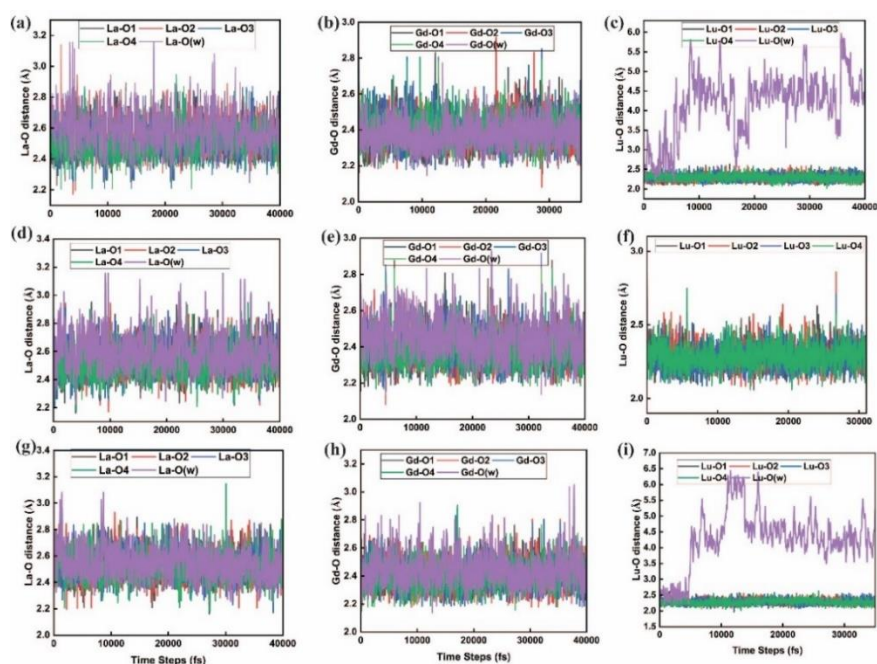 (a)
La-O1 La-O2 La-O3
La-O4 La-O(w)
La-O distance (Å)
3.2
3.0
2.8
2.6
2.4
2.2
0 10000 20000 30000 40000
(b)
Gd-O1 Gd-O2 Gd-O3
Gd-O4 Gd-O(w)
Gd-O distance (Å)
3.0
2.8
2.6
2.4
2.2
2.0
0 10000 20000 30000
(c)
Lu-O1 Lu-O2 Lu-O3
Lu-O4 Lu-O(w)
Lu-O distance (Å)
6.0
5.5
5.0
4.5
4.0
3.5
3.0
2.5
2.0
0 10000 20000 30000 40000
(d)
La-O1 La-O2 La-O3
La-O4 La-O(w)
La-O distance (Å)
3.4
3.2
3.0
2.8
2.6
2.4
2.2
2.0
0 10000 20000 30000 40000
(e)
Gd-O1 Gd-O2 Gd-O3
Gd-O4 Gd-O(w)
Gd-O distance (Å)
3.0
2.8
2.6
2.4
2.2
2.0
0 10000 20000 30000 40000
(f)
Lu-O1 Lu-O2 Lu-O3 Lu-O4
Lu-O distance (Å)
3.0
2.5
2.0
0 10000 20000 30000
(g)
La-O1 La-O2 La-O3
La-O4 La-O(w)
La-O distance (Å)
3.4
3.2
3.0
2.8
2.6
2.4
2.2
2.0
0 10000 20000 30000 40000
Time Steps (fs)
(h)
Gd-O1 Gd-O2 Gd-O3
Gd-O4 Gd-O(w)
Gd-O distance (Å)
3.2
3.0
2.8
2.6
2.4
2.2
2.0
0 10000 20000 30000 40000
Time Steps (fs)
(i)
Lu-O1 Lu-O2 Lu-O3
Lu-O4 Lu-O(w)
Lu-O distance (Å)
7.0
6.5
6.0
5.5
5.0
4.5
4.0
3.5
3.0
2.5
2.0
1.5
0 10000 20000 30000
Time Steps (fs)